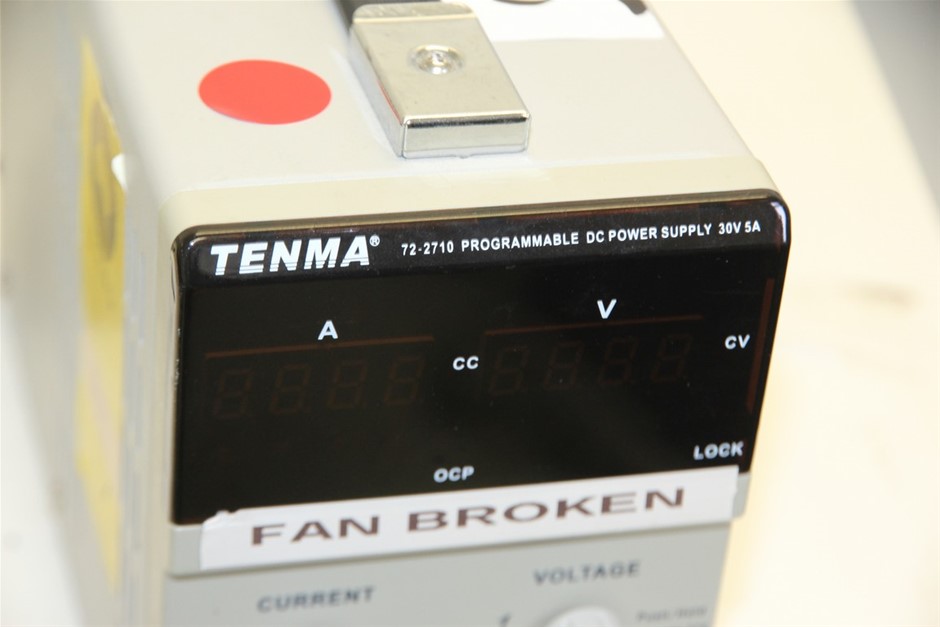 TENMA® 72-2710 PROGRAMMABLE DC POWER SUPPLY 30V 5A
A V
CC CV
OCP LOCK
FAN BROKEN
CURRENT VOLTAGE